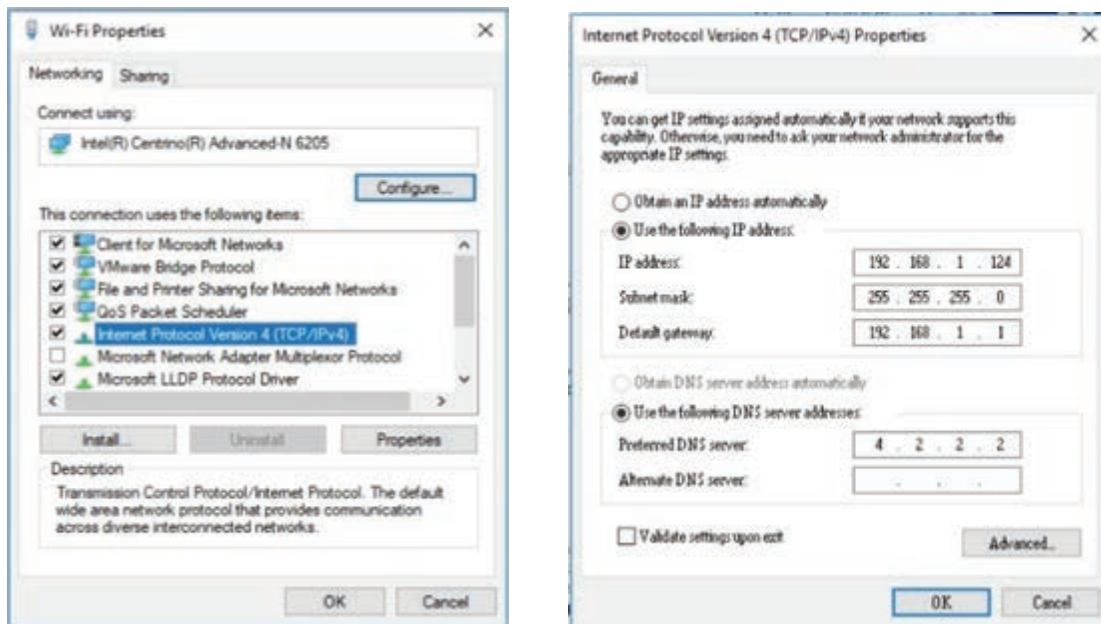 Wi-Fi Properties
Networking
Sharing
Connect using:
Intel(R) Centrino(R) Advanced-N 6205
Configure...
This connection uses the following items:
Client for Microsoft Networks
VMware Bridge Protocol
File and Printer Sharing for Microsoft Networks
QoS Packet Scheduler
Internet Protocol Version 4 (TCP/IPv4)
Microsoft Network Adapter Multiplexor Protocol
Microsoft LLDP Protocol Driver
Install...
Uninstall
Properties
Description
Transmission Control Protocol/Internet Protocol. The default
wide area network protocol that provides communication
across diverse interconnected networks.
OK
Cancel
Internet Protocol Version 4 (TCP/IPv4) Properties
General
You can get IP settings assigned automatically if your network supports this
capability. Otherwise, you need to ask your network administrator for the
appropriate IP settings.
Obtain an IP address automatically
Use the following IP address:
IP address: 192 . 168 . 1 . 124
Subnet mask: 255 . 255 . 255 . 0
Default gateway: 192 . 168 . 1 . 1
Obtain DNS server address automatically
Use the following DNS server addresses:
Preferred DNS server: 4 . 2 . 2 . 2
Alternate DNS server: . . .
Validate settings upon exit
Advanced...
OK
Cancel